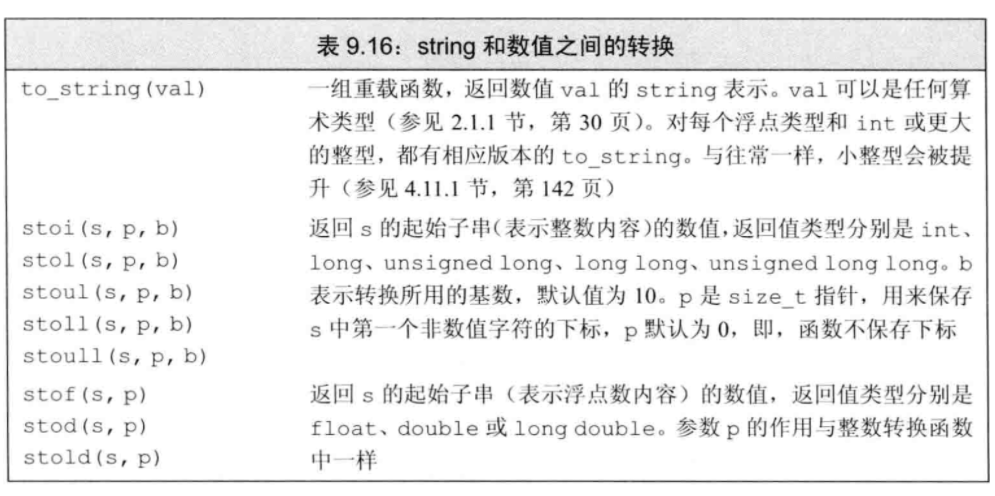 表 9.16：string 和数值之间的转换
to_string(val) 一组重载函数，返回数值 val 的 string 表示。val 可以是任何算
术类型（参见 2.1.1 节，第 30 页）。对每个浮点类型和 int 或更大
的整型，都有相应版本的 to_string。与往常一样，小整型会被提
升（参见 4.11.1 节，第 142 页）
stoi(s, p, b) 返回 s 的起始子串（表示整数内容）的数值，返回值类型分别是 int、
stol(s, p, b) long、unsigned long、long long、unsigned long long。b
stoul(s, p, b) 表示转换所用的基数，默认值为 10。p 是 size_t 指针，用来保存
stoll(s, p, b) s 中第一个非数值字符的下标，p 默认为 0，即，函数不保存下标
stoull(s, p, b)
stof(s, p) 返回 s 的起始子串（表示浮点数内容）的数值，返回值类型分别是
stod(s, p) float、double 或 long double。参数 p 的作用与整数转换函数
stold(s, p) 中一样